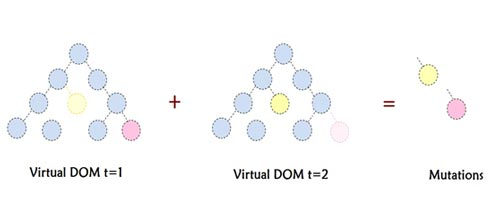 +
=
Virtual DOM t=1
Virtual DOM t=2
Mutations